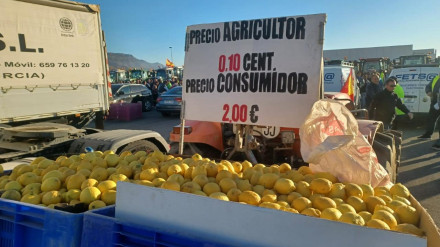 S.L.
Móvil: 659 76 13 20
RCIA)
PRECIO AGRICULTOR
0.10 CENT.
PRECIO CONSUMIDOR
2,00 €